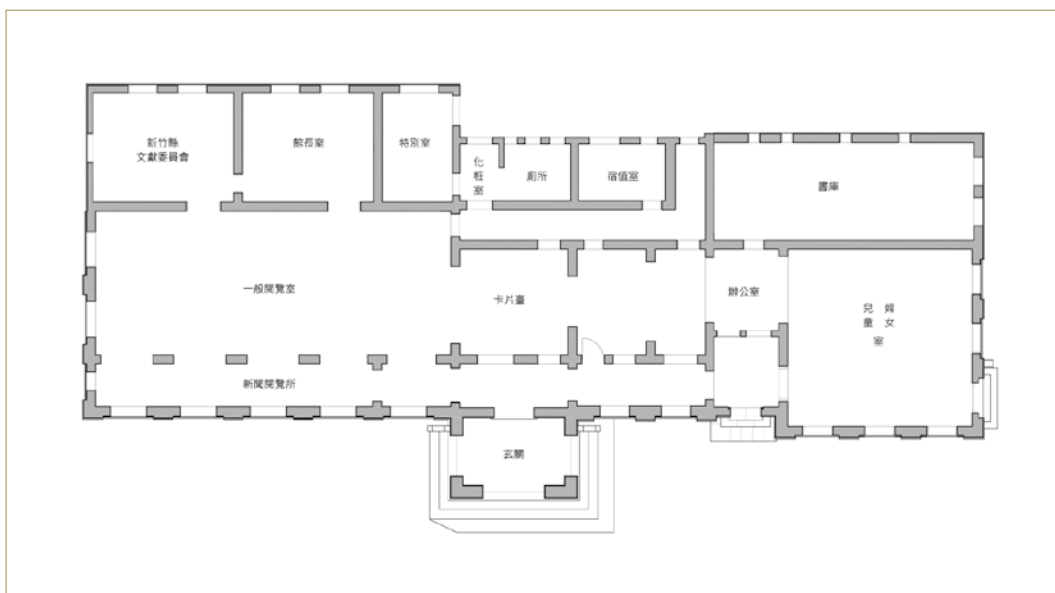 新竹縣
文獻委員會
館長室
特別室
化粧室
廁所
宿值室
書庫
一般閱覽室
卡片臺
辦公室
婦女
兒童
室
新聞閱覽所
玄關